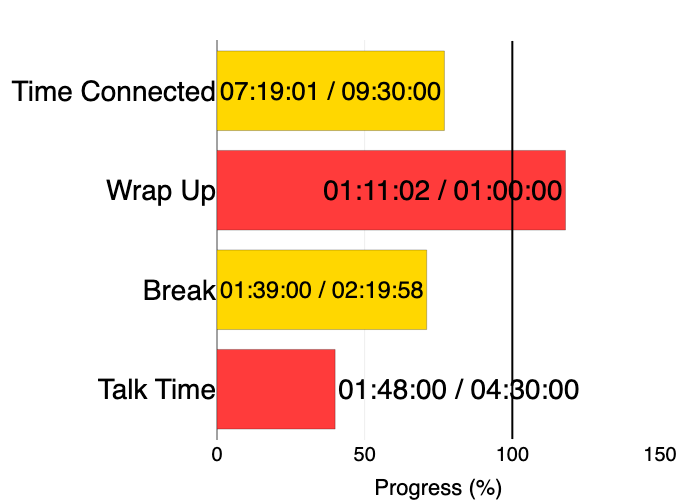 Time Connected 07:19:01 / 09:30:00
Wrap Up 01:11:02 / 01:00:00
Break 01:39:00 / 02:19:58
Talk Time 01:48:00 / 04:30:00
0 50 100 150
Progress (%)